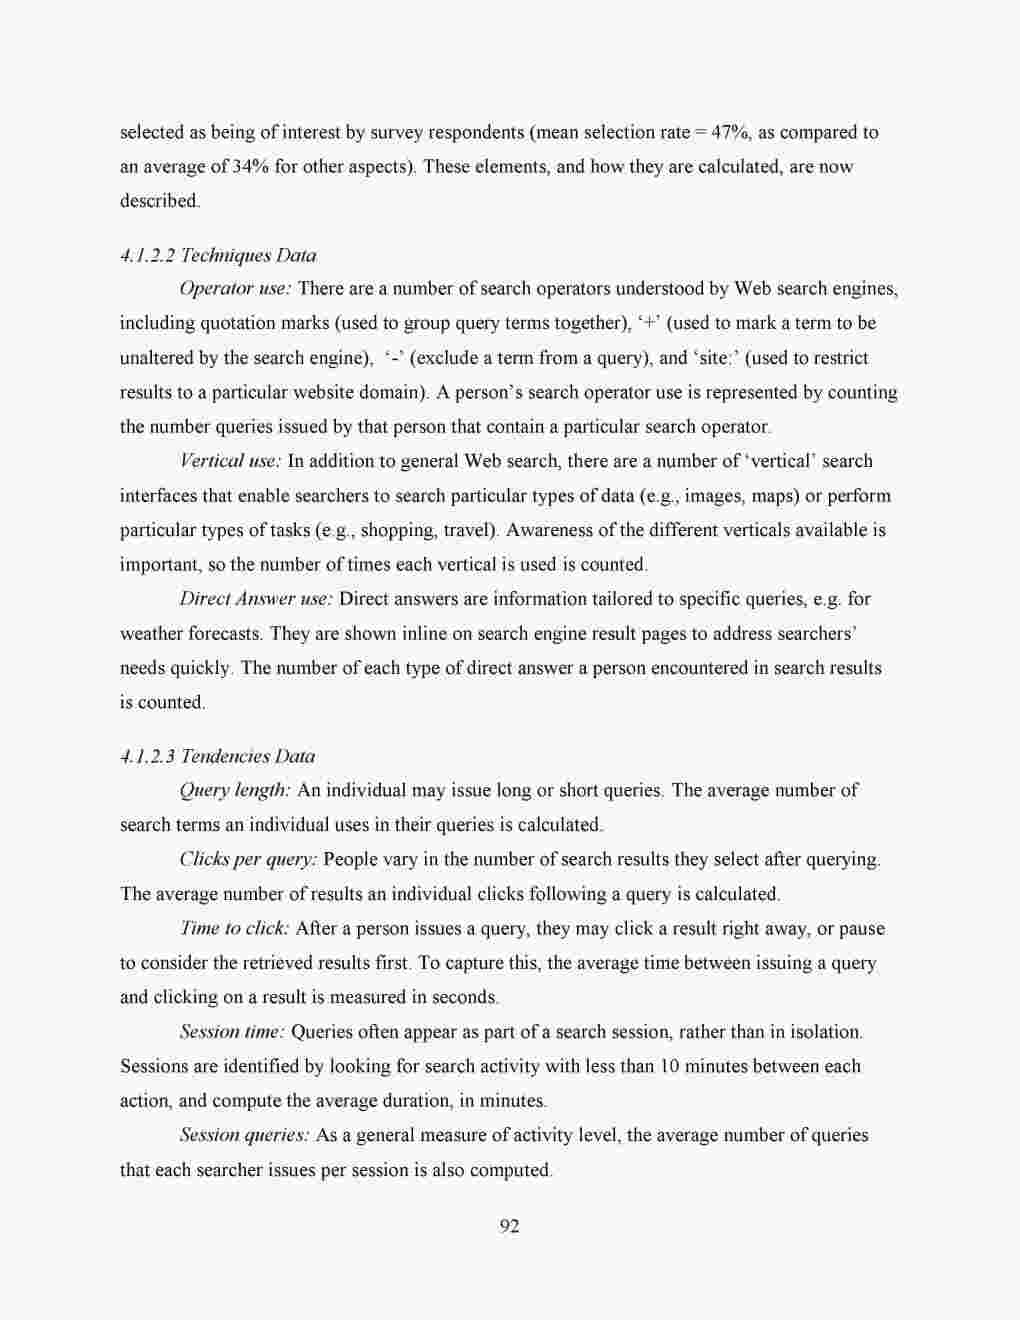 selected as being of interest by survey respondents (mean selection rate = 47%, as compared to
an average of 34% for other aspects). These elements, and how they are calculated, are now
described.
4.1.2.2 Techniques Data
Operator use: There are a number of search operators understood by Web search engines,
including quotation marks (used to group query terms together), ‘+’ (used to mark a term to be
unaltered by the search engine),  ‘-’ (exclude a term from a query), and ‘site:’ (used to restrict
results to a particular website domain). A person’s search operator use is represented by counting
the number queries issued by that person that contain a particular search operator.
Vertical use: In addition to general Web search, there are a number of ‘vertical’ search
interfaces that enable searchers to search particular types of data (e.g., images, maps) or perform
particular types of tasks (e.g., shopping, travel). Awareness of the different verticals available is
important, so the number of times each vertical is used is counted.
Direct Answer use: Direct answers are information tailored to specific queries, e.g. for
weather forecasts. They are shown inline on search engine result pages to address searchers’
needs quickly. The number of each type of direct answer a person encountered in search results
is counted.
4.1.2.3 Tendencies Data
Query length: An individual may issue long or short queries. The average number of
search terms an individual uses in their queries is calculated.
Clicks per query: People vary in the number of search results they select after querying.
The average number of results an individual clicks following a query is calculated.
Time to click: After a person issues a query, they may click a result right away, or pause
to consider the retrieved results first. To capture this, the average time between issuing a query
and clicking on a result is measured in seconds.
Session time: Queries often appear as part of a search session, rather than in isolation.
Sessions are identified by looking for search activity with less than 10 minutes between each
action, and compute the average duration, in minutes.
Session queries: As a general measure of activity level, the average number of queries
that each searcher issues per session is also computed.
92